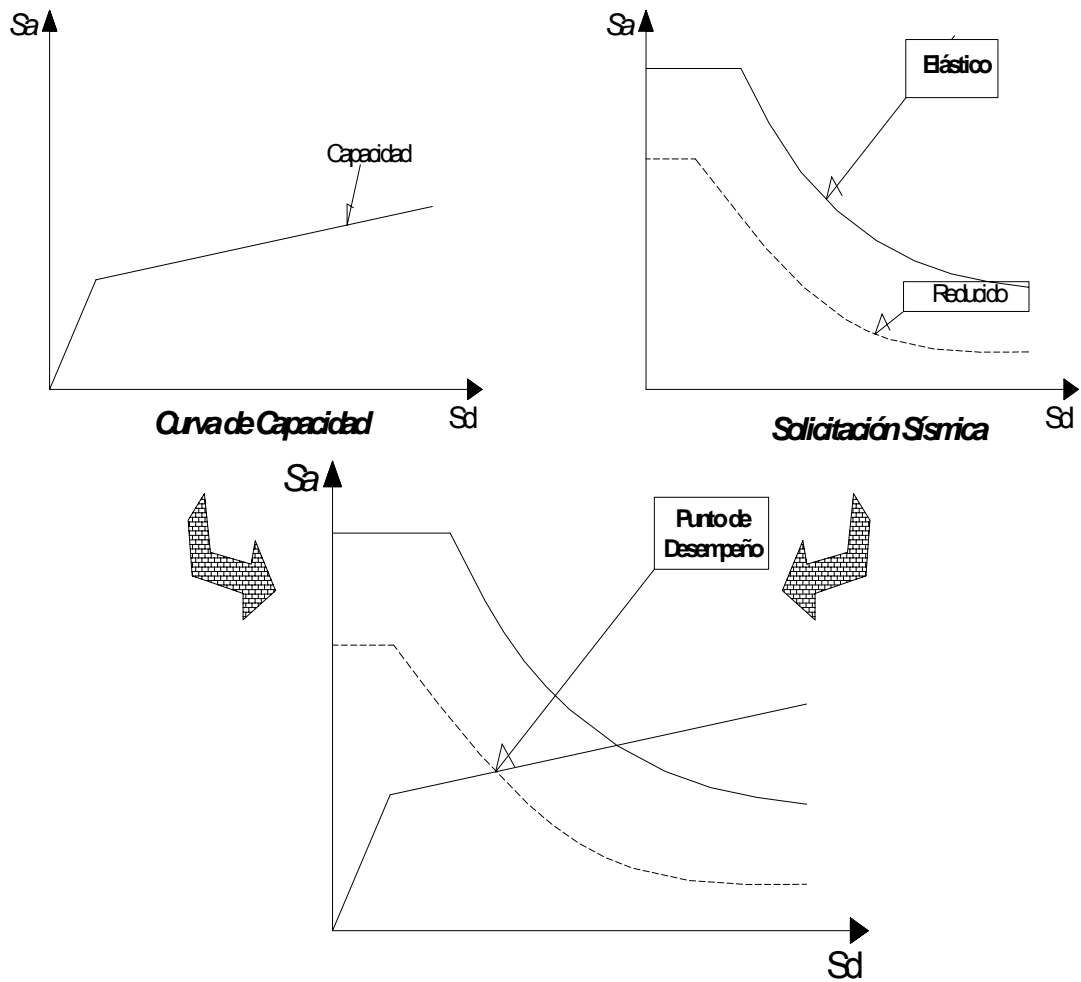 Sa
Capacidad
Sd
Curva de Capacidad
Sa
Elástico
Reducido
Sd
Solicitación Sísmica
Sa
Punto de
Desempeño
Sd